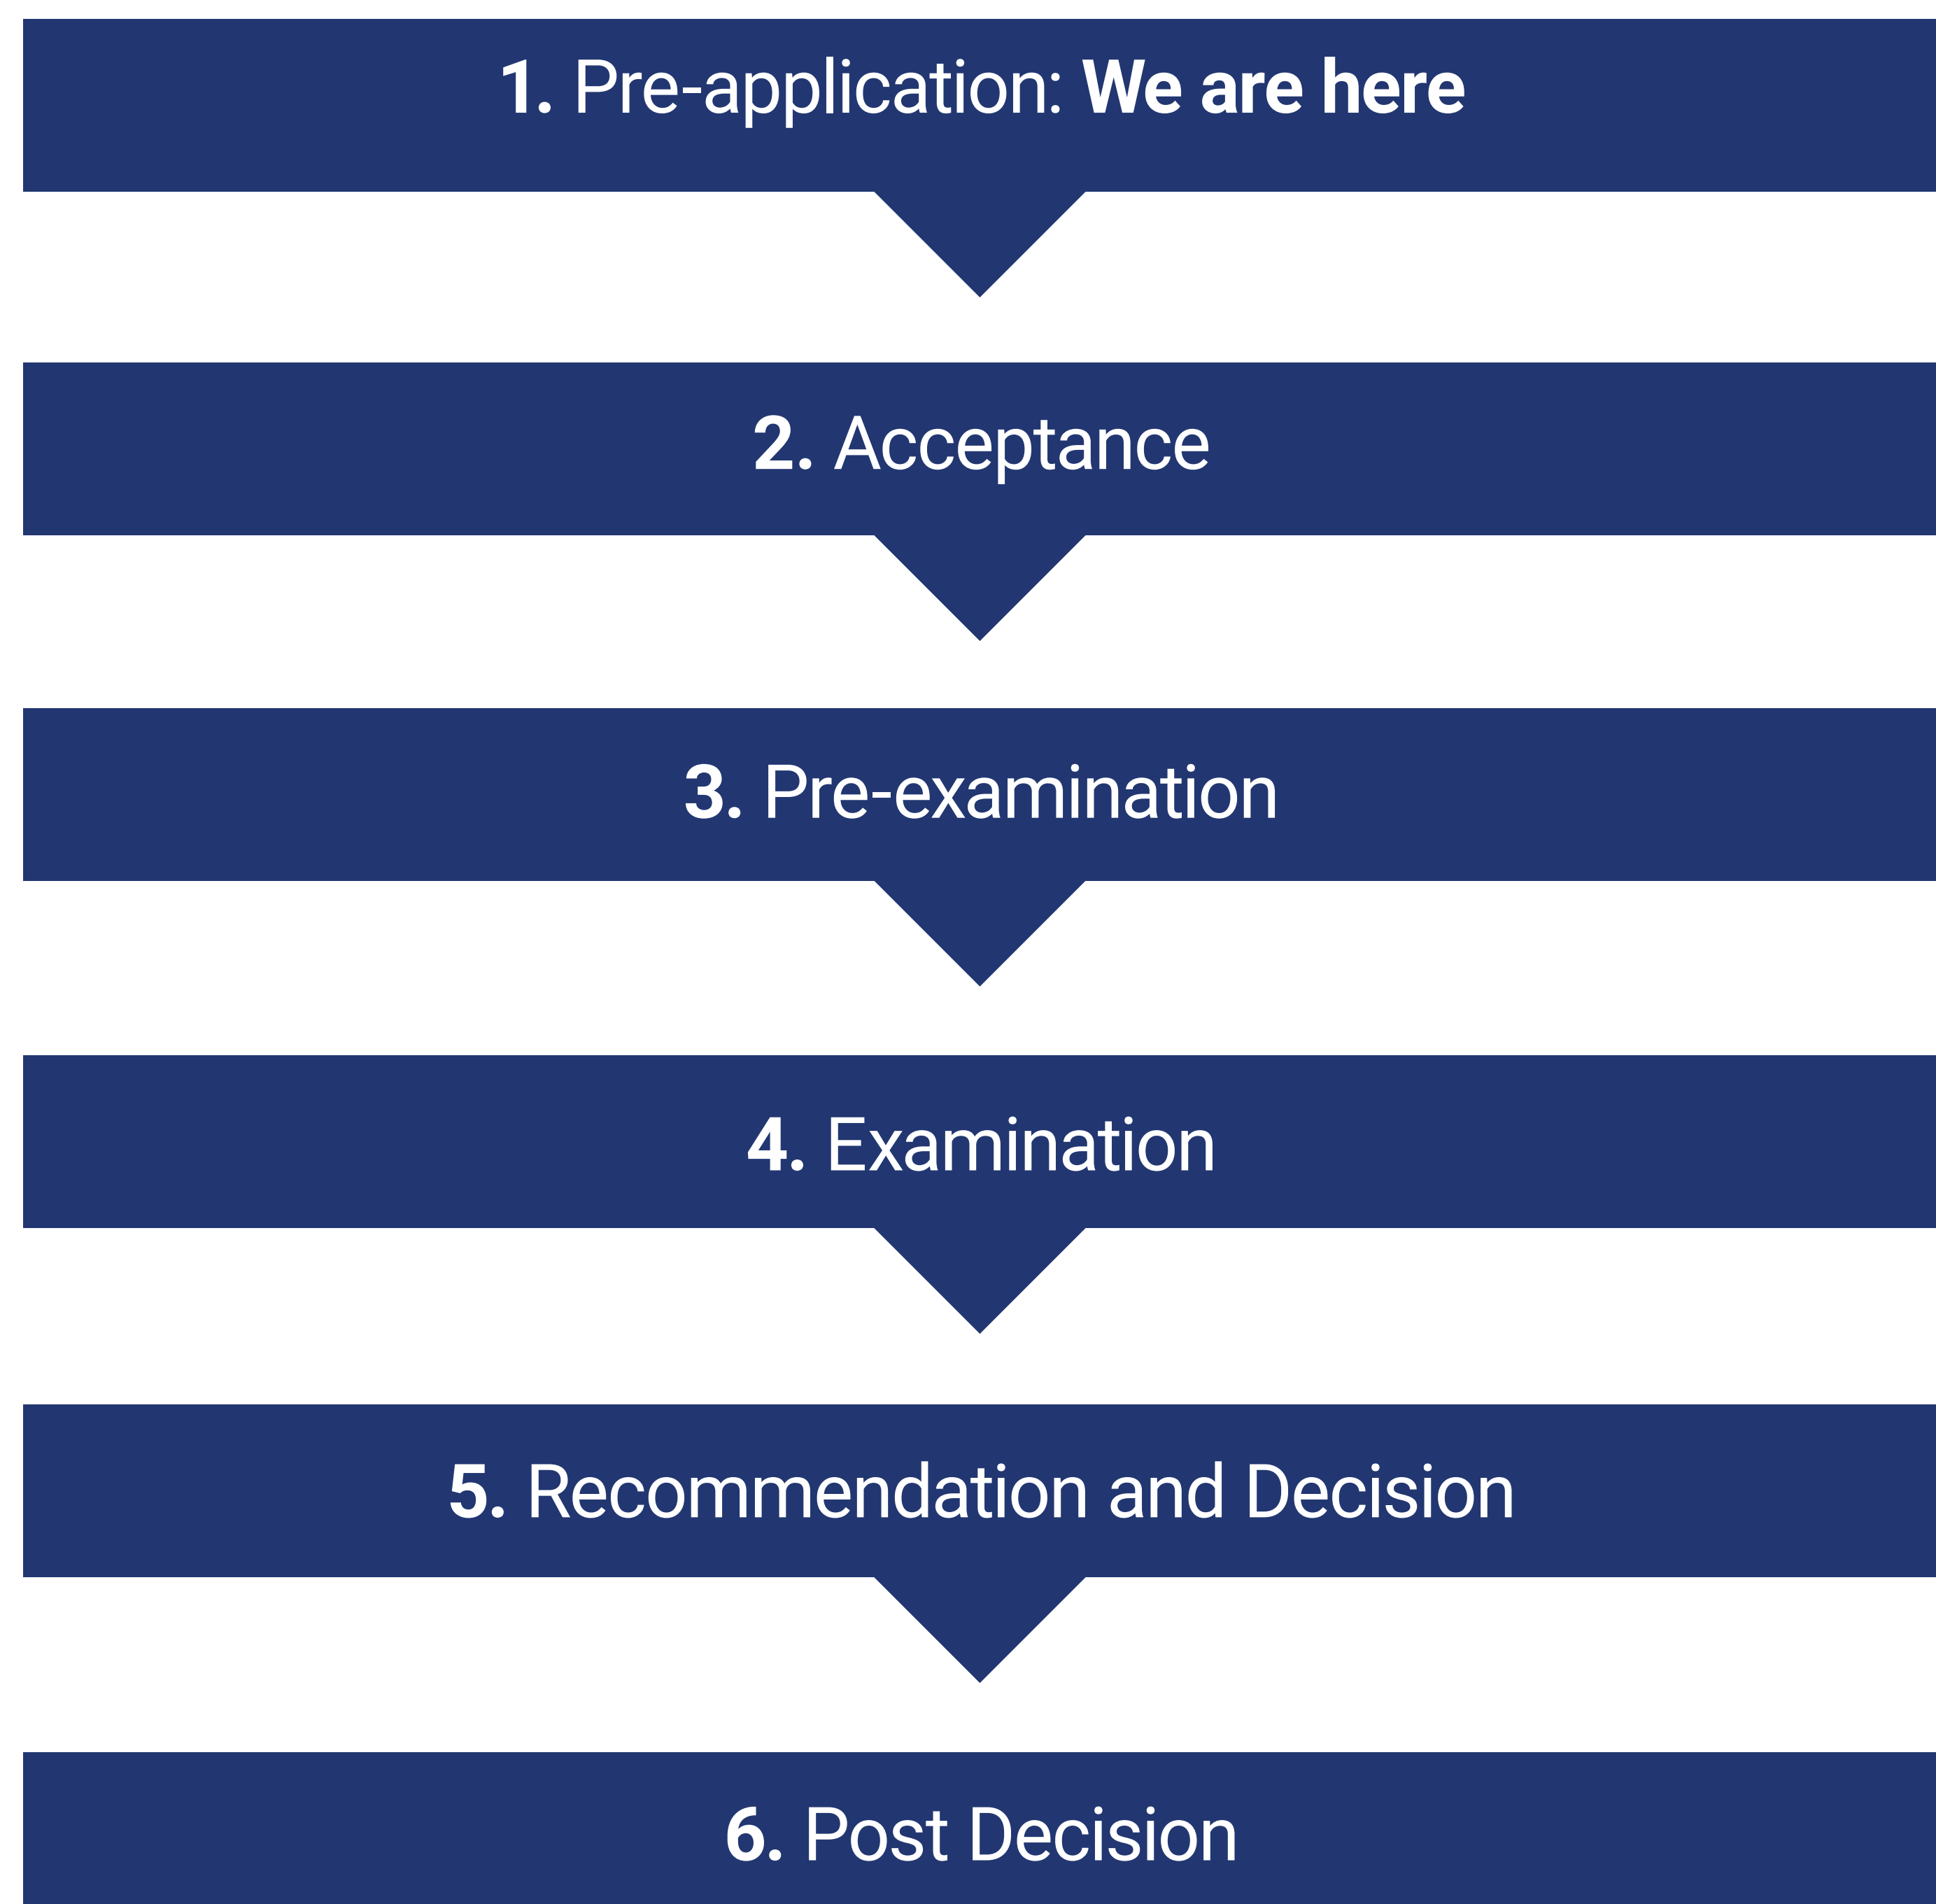 1. Pre-application: We are here
2. Acceptance
3. Pre-examination
4. Examination
5. Recommendation and Decision
6. Post Decision